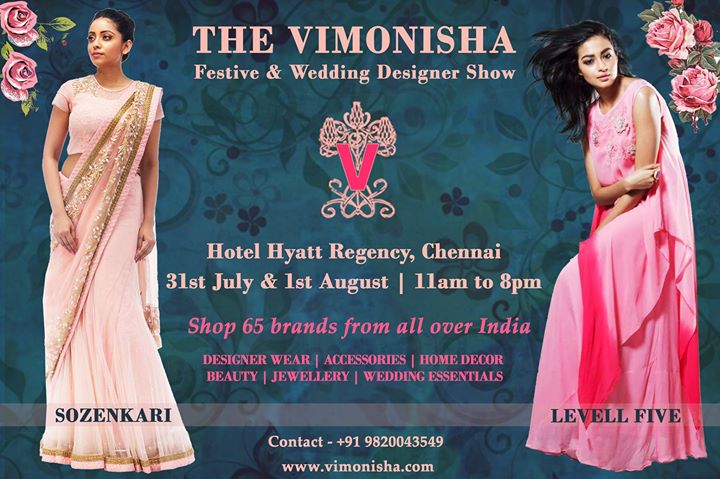 THE VIMONISHA
Festive & Wedding Designer Show
V
Hotel Hyatt Regency, Chennai
31st July & 1st August | 11am to 8pm
Shop 65 brands from all over India
DESIGNER WEAR | ACCESSORIES | HOME DECOR
BEAUTY | JEWELLERY | WEDDING ESSENTIALS
SOZENKARI
LEVELL FIVE
Contact - +91 9820043549
www.vimonisha.com